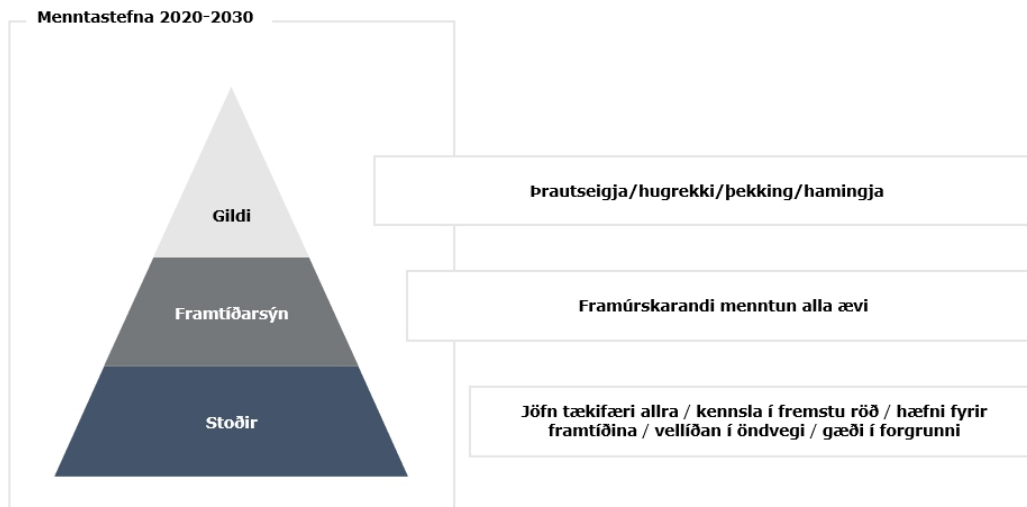 Menntastefna 2020-2030
Gildi
Þrautseigja/hugrekki/þekking/hamingja
Framtíðarsýn
Framúrskarandi menntun alla ævi
Stoðir
Jöfn tækifæri allra / kennsla í fremstu röð / hæfni fyrir
framtíðina / vellíðan í öndvegi / gæði í forgrunni